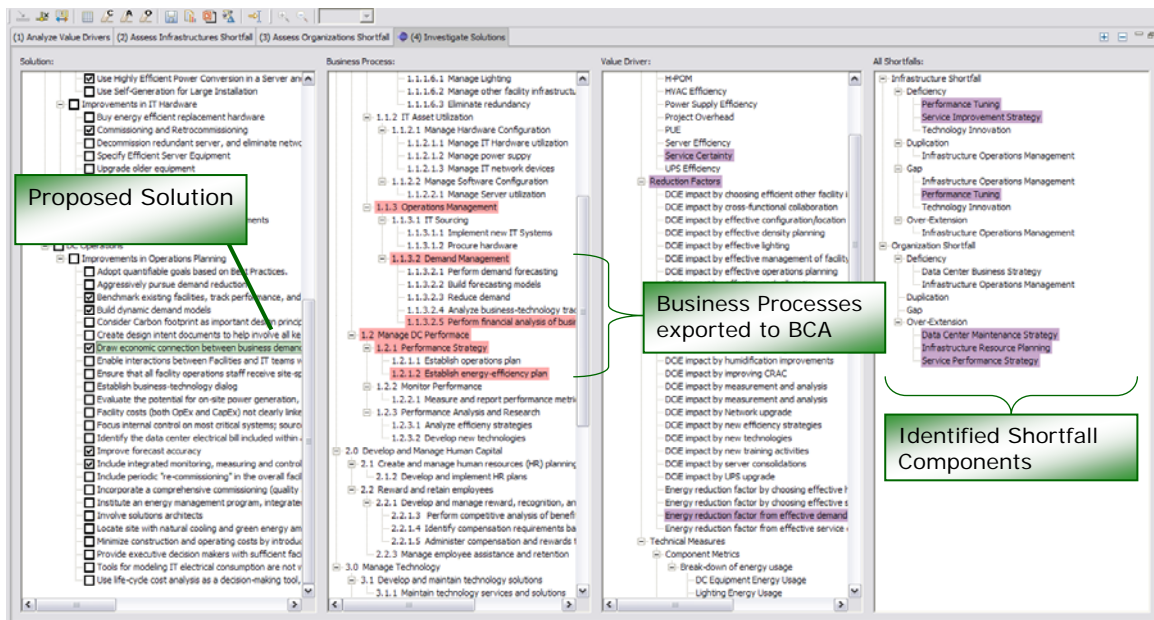 (1) Analyze Value Drivers (2) Assess Infrastructures Shortfall (3) Assess Organizations Shortfall (4) Investigate Solutions
Solution:
Use Highly Efficient Power Conversion in a Server an
Use Self-Generation for Large Installation
Improvements in IT Hardware
Buy energy efficient replacement hardware
Commissioning and Retrocommissioning
Decommission redundant server, and eliminate netwo
Specify Efficient Server Equipment
Upgrade older equipment
Proposed Solution
DC Operations
Improvements in Operations Planning
Adopt quantifiable goals based on Best Practices.
Aggressively pursue demand reduction
Benchmark existing facilities, track performance, and
Build dynamic demand models
Consider Carbon footprint as important design princip
Create design intent documents to help involve all ke
Draw economic connection between business demand
Enable interactions between Facilities and IT teams w
Ensure that all facility operations staff receive site-sp
Establish business-technology dialog
Evaluate the potential for on-site power generation,
Facility costs (both OpEx and CapEx) not clearly linke
Focus internal control on most critical systems; sourc
Identify the data center electrical bill included within
Improve forecast accuracy
Include integrated monitoring, measuring and control
Include periodic "re-commissioning" in the overall facil
Incorporate a comprehensive commissioning (quality
Institute an energy management program, integrate
Involve solutions architects
Locate site with natural cooling and green energy am
Minimize construction and operating costs by introduc
Provide executive decision makers with sufficient faci
Tools for modeling IT electrical consumption are not v
Use life-cycle cost analysis as a decision-making tool,
Business Process:
1.1.1.6.1 Manage Lighting
1.1.1.6.2 Manage other facility infrastructu
1.1.1.6.3 Eliminate redundancy
1.1.2 IT Asset Utilization
1.1.2.1 Manage Hardware Configuration
1.1.2.1.1 Manage IT Hardware utilization
1.1.2.1.2 Manage power suppy
1.1.2.1.3 Manage IT network devices
1.1.2.2 Manage Software Configuration
1.1.2.2.1 Manage Server utilization
1.1.3 Operations Management
1.1.3.1 IT Sourcing
1.1.3.1.1 Implement new IT Systems
1.1.3.1.2 Procure hardware
1.1.3.2 Demand Management
1.1.3.2.1 Perform demand forecasting
1.1.3.2.2 Build forecasting models
1.1.3.2.3 Reduce demand
1.1.3.2.4 Analyze business-technology trad
1.1.3.2.5 Perform financial analysis of busi
1.2 Manage DC Performace
1.2.1 Performance Strategy
1.2.1.1 Establish operations plan
1.2.1.2 Establish energy-efficiency plan
1.2.2 Monitor Performance
1.2.2.1 Measure and report performance metri
1.2.3 Performance Analysis and Research
1.2.3.1 Analyze efficieny strategies
1.2.3.2 Develop new technologies
2.0 Develop and Manage Human Capital
2.1 Create and manage human resources (HR) planning
2.1.2 Develop and implement HR plans
2.2 Reward and retain employees
2.2.1 Develop and manage reward, recognition, an
2.2.1.3 Perform competitive analysis of benefi
2.2.1.4 Identify compensation requirements ba
2.2.1.5 Administer compensation and rewards t
2.2.3 Manage employee assistance and retention
3.0 Manage Technology
3.1 Develop and maintain technology solutions
3.1.1 Maintain technology services and solutions
Value Driver:
H-POM
HVAC Efficiency
Power Supply Efficiency
Project Overhead
PUE
Server Efficiency
Service Certainty
UPS Efficiency
Reduction Factors
DCiE impact by choosing efficient other facility i
DCiE impact by cross-functional collaboration
DCiE impact by effective configuration/location
DCiE impact by effective density planning
DCiE impact by effective lighting
DCiE impact by effective management of facility
DCiE impact by effective operations planning
Business Processes
exported to BCA
DCiE impact by humidification improvements
DCiE impact by improving CRAC
DCiE impact by measurement and analysis
DCiE impact by measurement and analysis
DCiE impact by Network upgrade
DCiE impact by new efficiency strategies
DCiE impact by new technologies
DCiE impact by new training activities
DCiE impact by server consolidations
DCiE impact by UPS upgrade
Energy reduction factor by choosing effective h
Energy reduction factor by choosing effective s
Energy reduction factor from effective demand
Energy reduction factor from effective service
Technical Measures
Component Metrics
Break-down of energy usage
DC Equipment Energy Usage
Lighting Energy Usage
All Shortfalls:
Infrastructure Shortfall
Deficiency
Performance Tuning
Service Improvement Strategy
Technology Innovation
Duplication
Infrastructure Operations Management
Gap
Infrastructure Operations Management
Performance Tuning
Technology Innovation
Over-Extension
Infrastructure Operations Management
Organization Shortfall
Deficiency
Data Center Business Strategy
Infrastructure Operations Management
Duplication
Gap
Over-Extension
Data Center Maintenance Strategy
Infrastructure Resource Planning
Service Performance Strategy
Identified Shortfall
Components